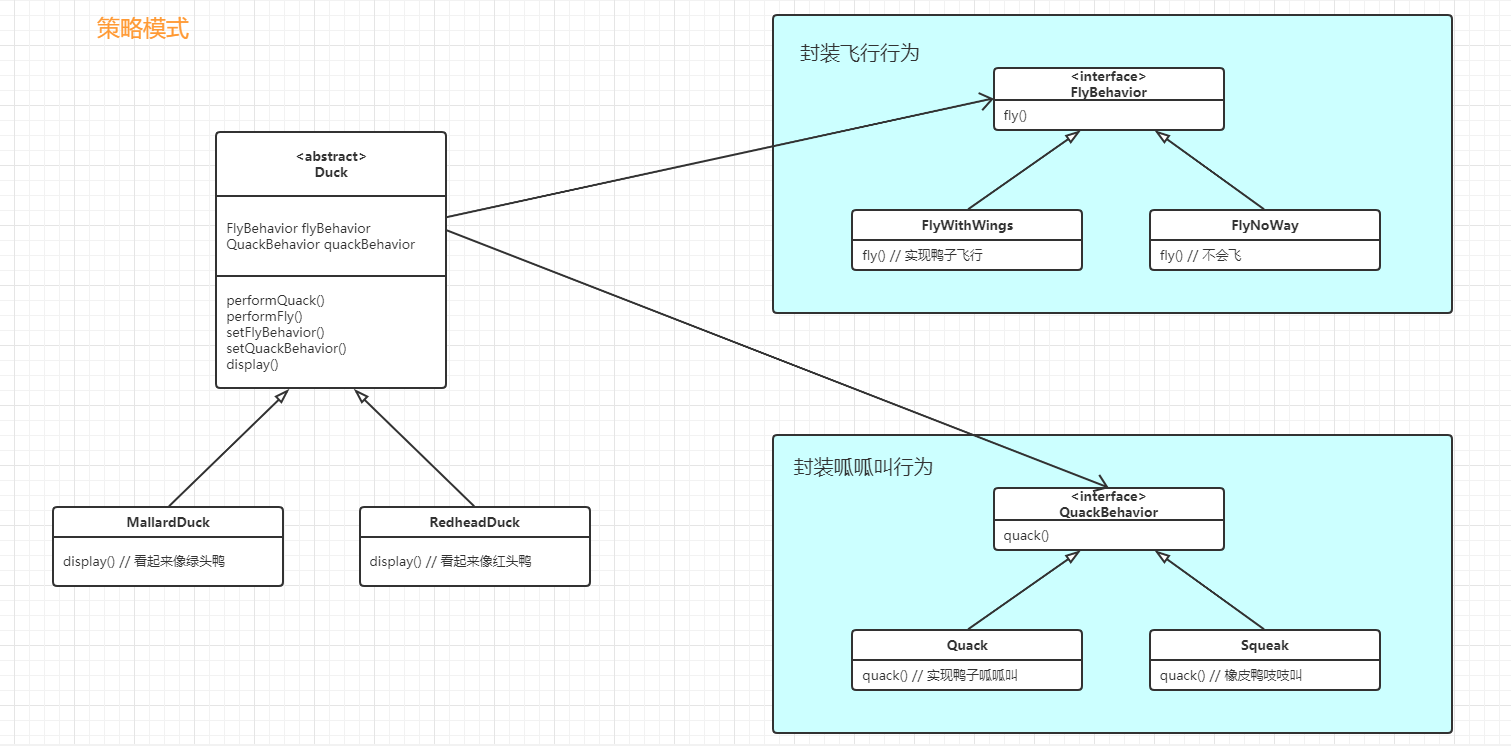 策略模式
<abstract>
Duck
FlyBehavior flyBehavior
QuackBehavior quackBehavior
performQuack()
performFly()
setFlyBehavior()
setQuackBehavior()
display()
MallardDuck
display() // 看起来像绿头鸭
RedheadDuck
display() // 看起来像红头鸭
封装飞行行为
<interface>
FlyBehavior
fly()
FlyWithWings
fly() // 实现鸭子飞行
FlyNoWay
fly() // 不会飞
封装呱呱叫行为
<interface>
QuackBehavior
quack()
Quack
quack() // 实现鸭子呱呱叫
Squeak
quack() // 橡皮鸭吱吱叫